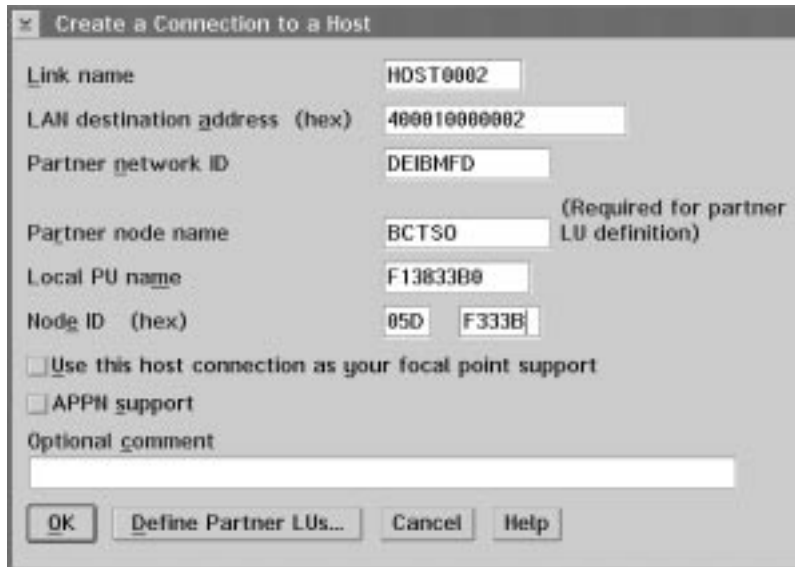 Create a Connection to a Host
Link name HOST0002
LAN destination address (hex) 400010000002
Partner network ID DEIBMFD
(Required for partner
Partner node name BCTSO LU definition)
Local PU name F13833B0
Node ID (hex) 05D F333B
Use this host connection as your focal point support
APPN support
Optional comment
OK Define Partner LUs... Cancel Help